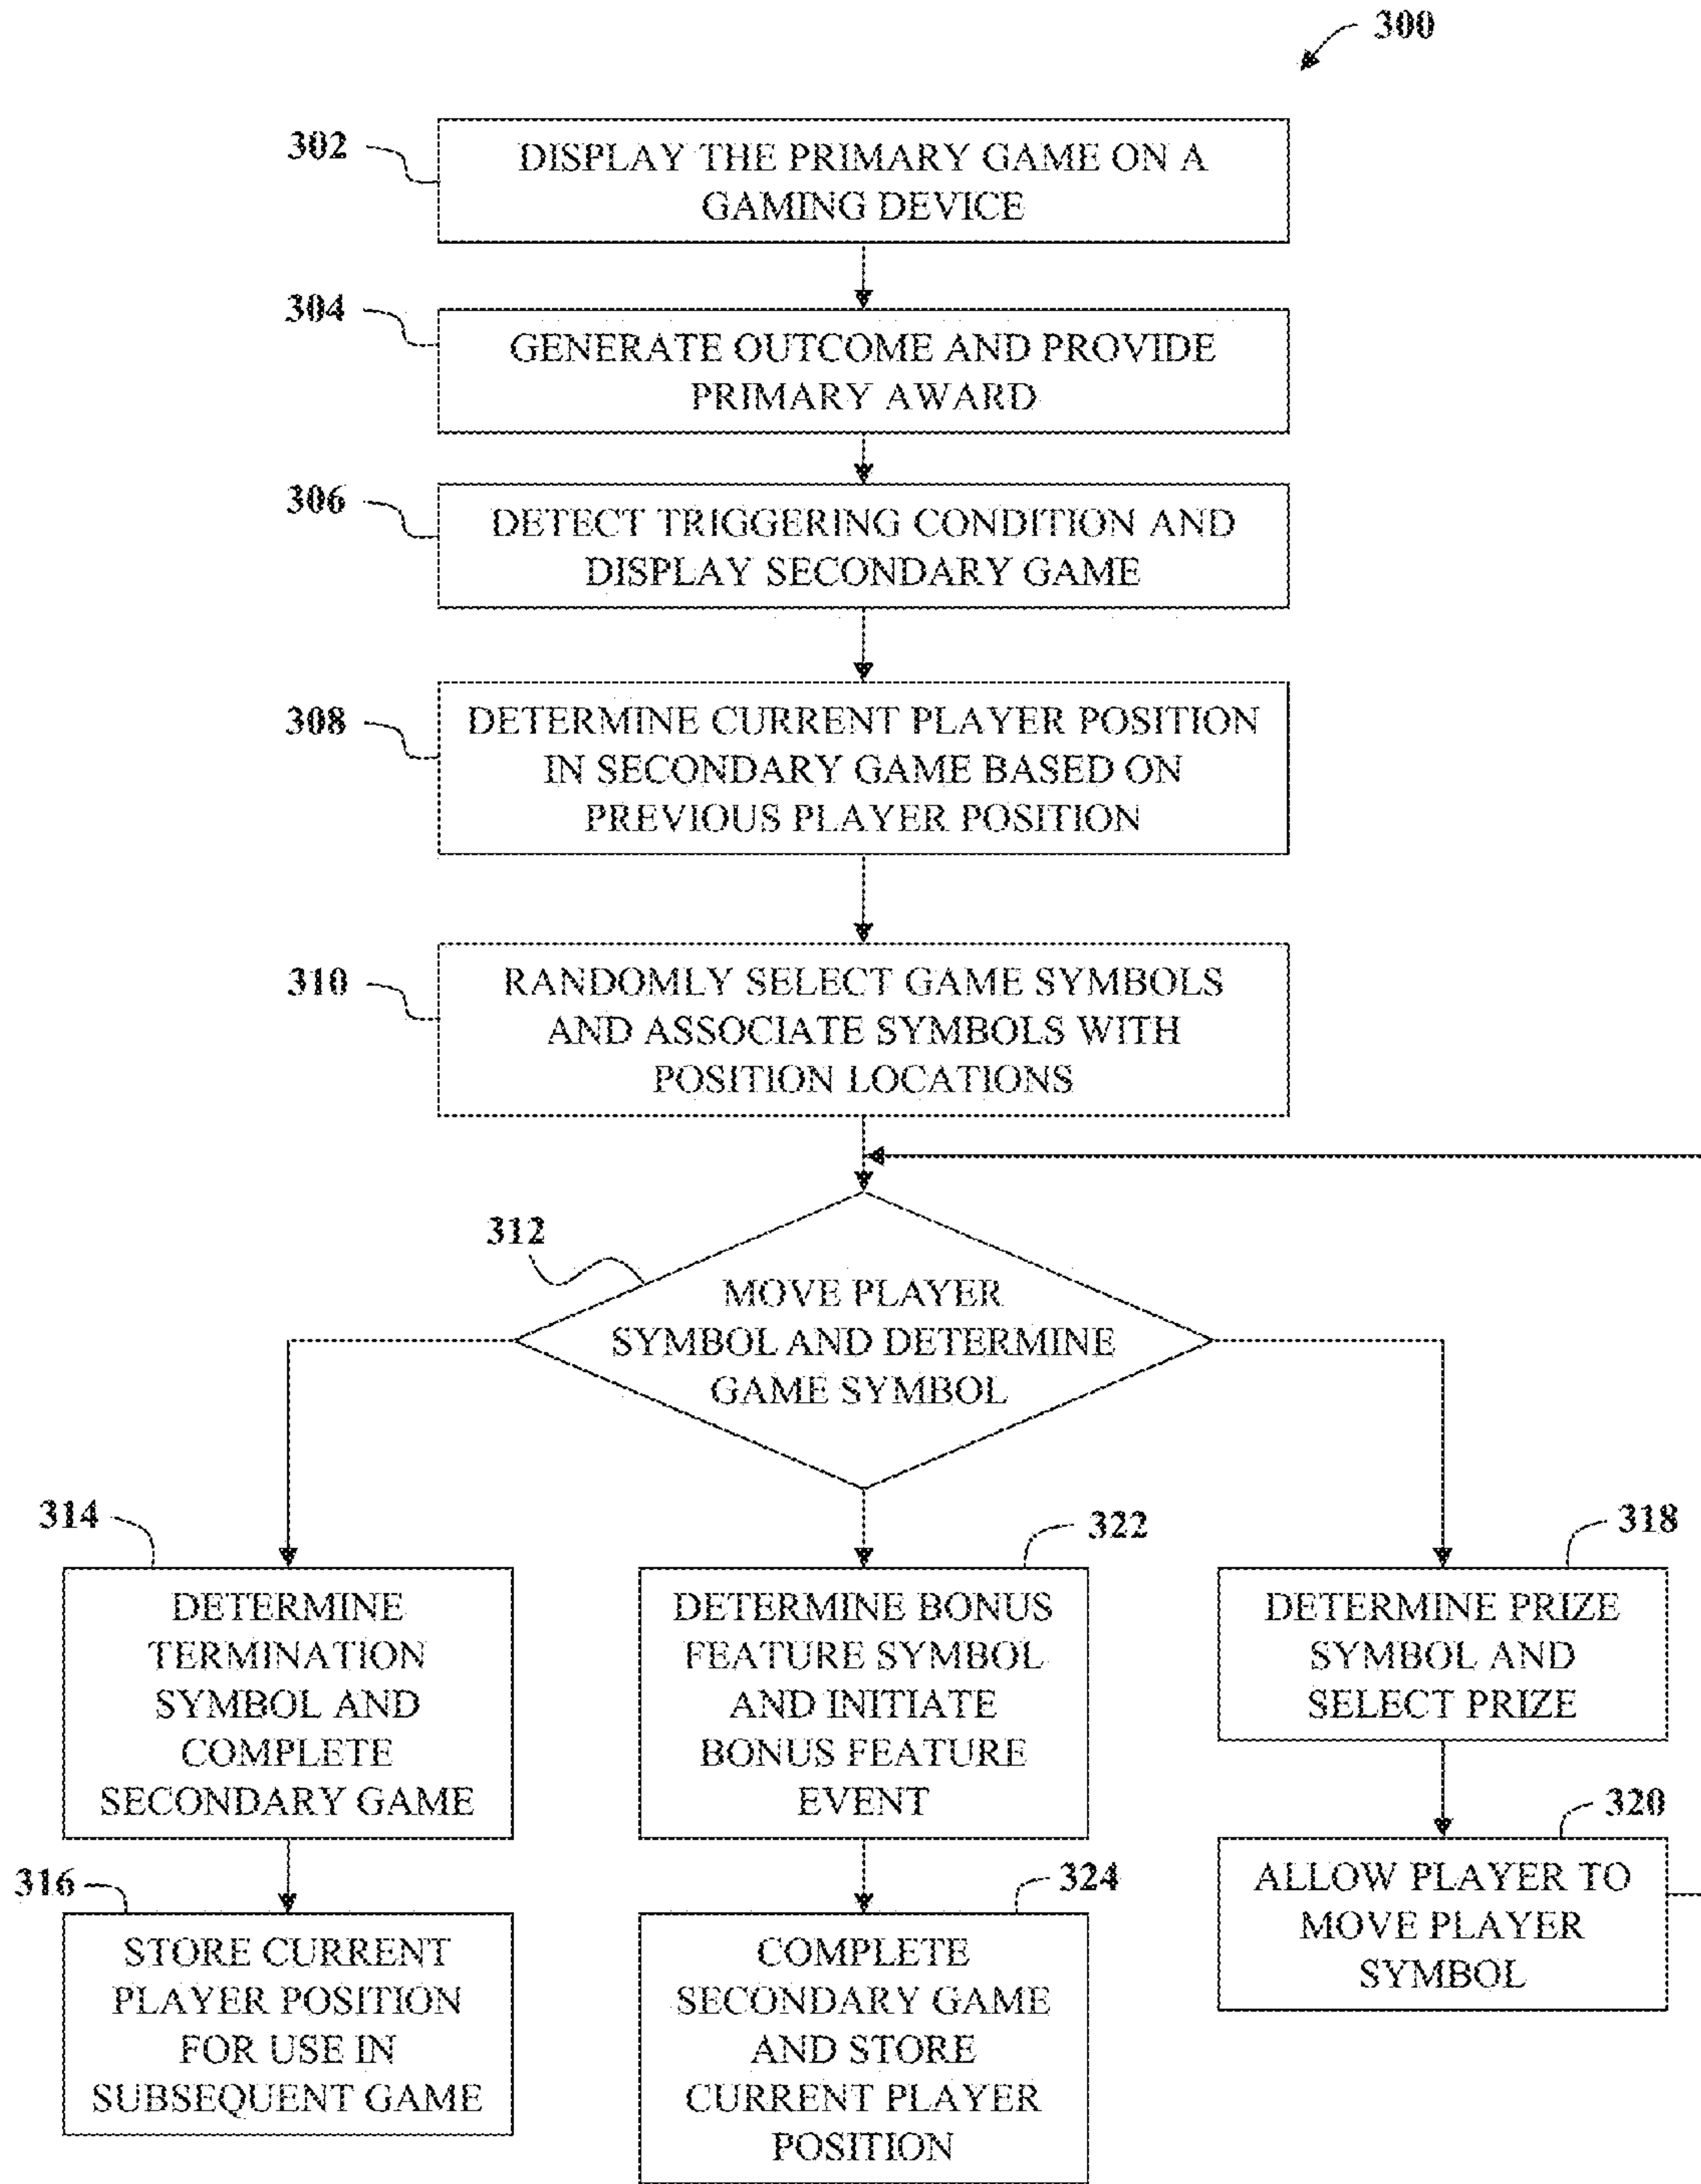 300
302
DISPLAY THE PRIMARY GAME ON A
GAMING DEVICE
304
GENERATE OUTCOME AND PROVIDE
PRIMARY AWARD
306
DETECT TRIGGERING CONDITION AND
DISPLAY SECONDARY GAME
308
DETERMINE CURRENT PLAYER POSITION
IN SECONDARY GAME BASED ON
PREVIOUS PLAYER POSITION
310
RANDOMLY SELECT GAME SYMBOLS
AND ASSOCIATE SYMBOLS WITH
POSITION LOCATIONS
312
MOVE PLAYER
SYMBOL AND DETERMINE
GAME SYMBOL
314
DETERMINE
TERMINATION
SYMBOL AND
COMPLETE
SECONDARY GAME
316
STORE CURRENT
PLAYER POSITION
FOR USE IN
SUBSEQUENT GAME
322
DETERMINE BONUS
FEATURE SYMBOL
AND INITIATE
BONUS FEATURE
EVENT
324
COMPLETE
SECONDARY GAME
AND STORE
CURRENT PLAYER
POSITION
318
DETERMINE PRIZE
SYMBOL AND
SELECT PRIZE
320
ALLOW PLAYER TO
MOVE PLAYER
SYMBOL